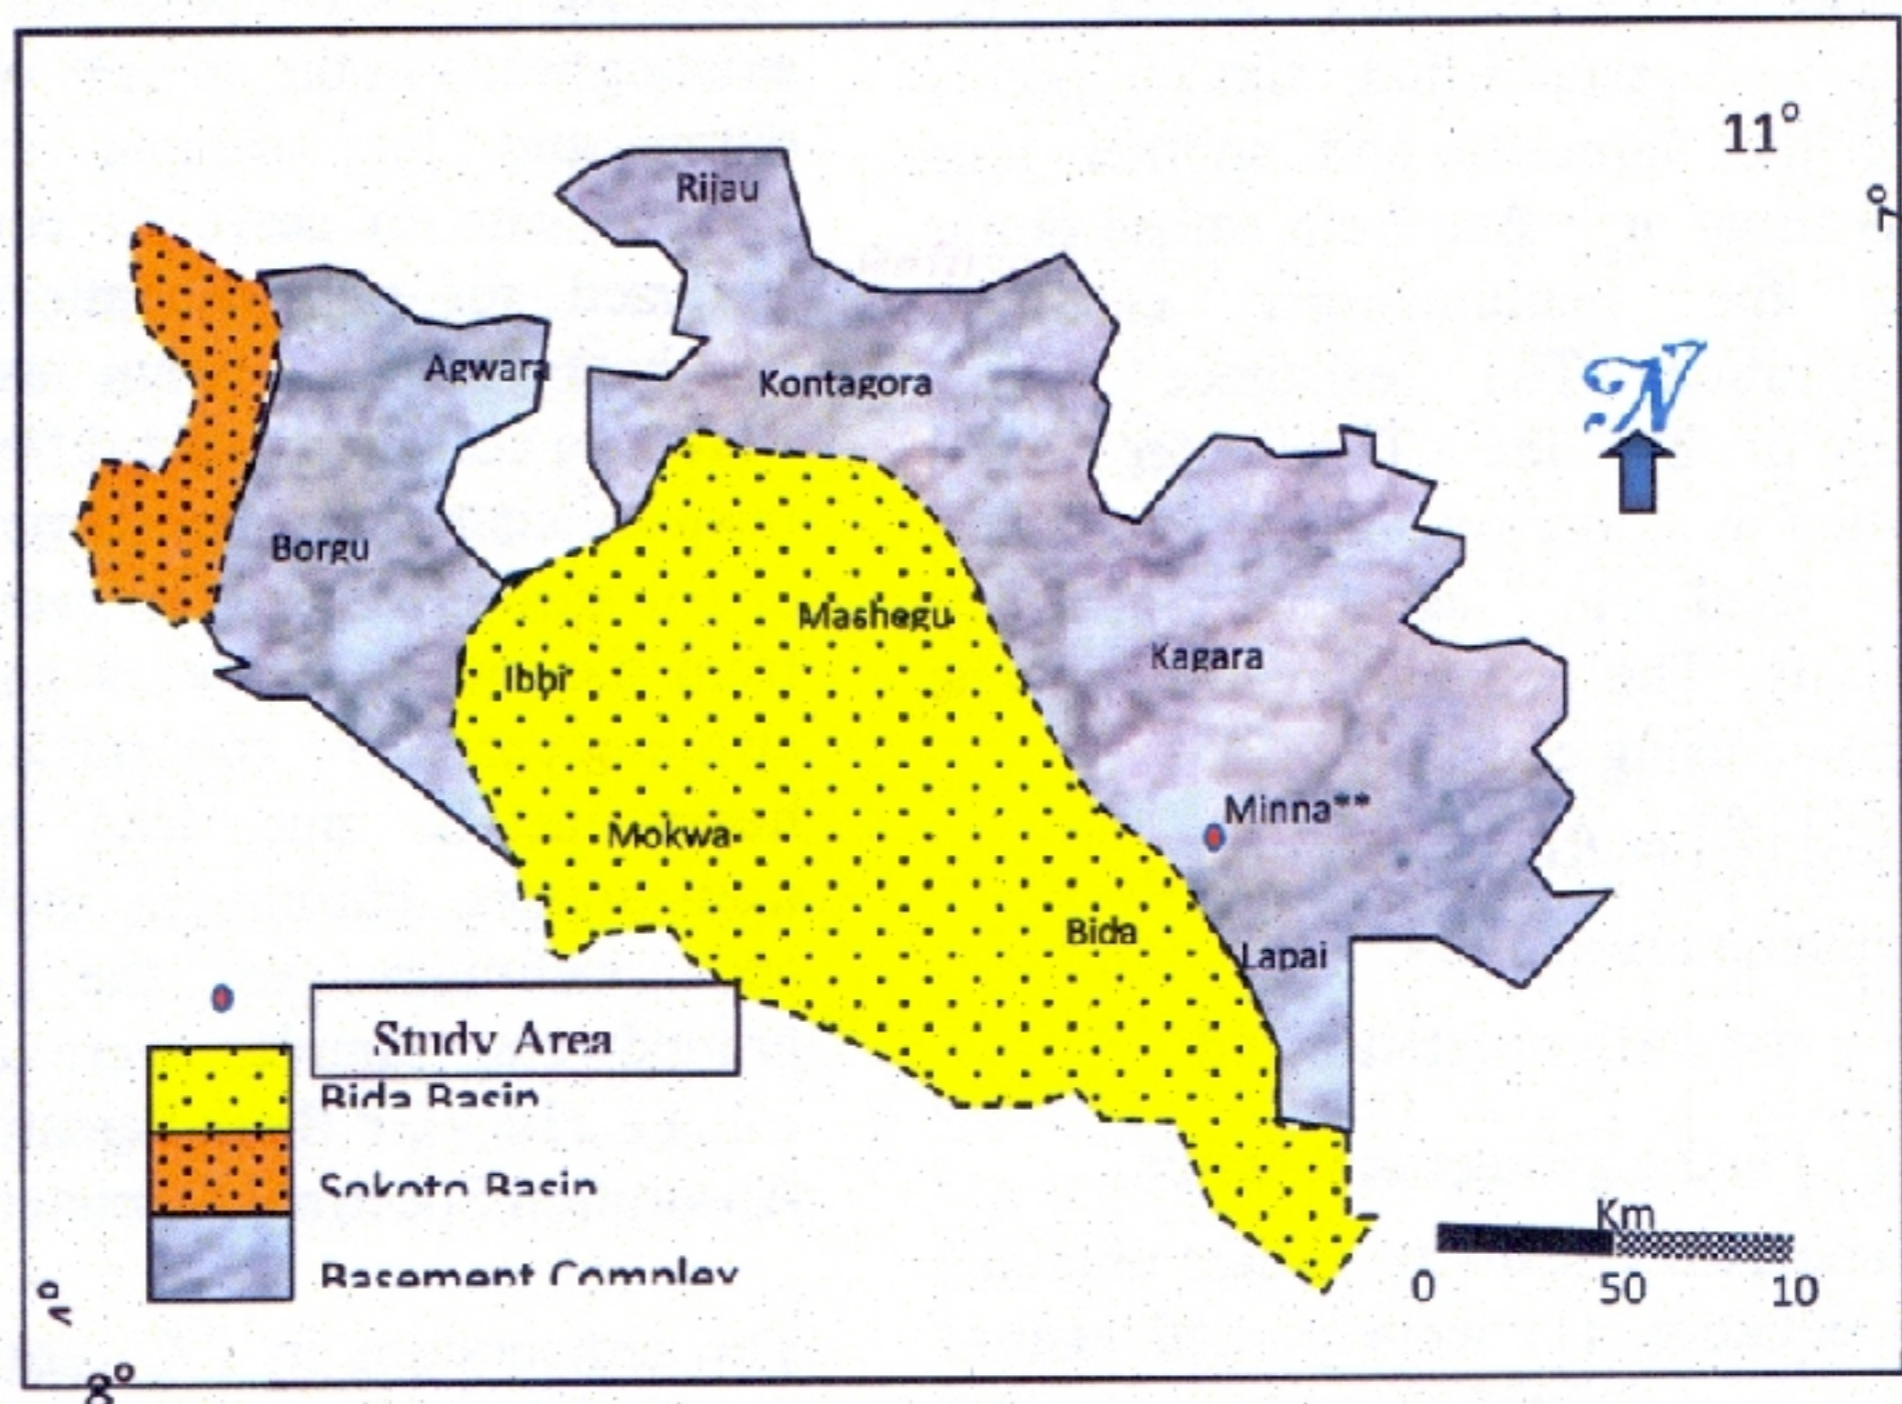 11°
7°
Rijau
N
Agwara
Kontagora
Borgu
Mashegu
Kagara
Ibbi
Minna**
Mokwa
Bida
Lapai
Study Area
Bida Basin
Sokoto Basin
Basement Complex
Km
0 50 10
8°